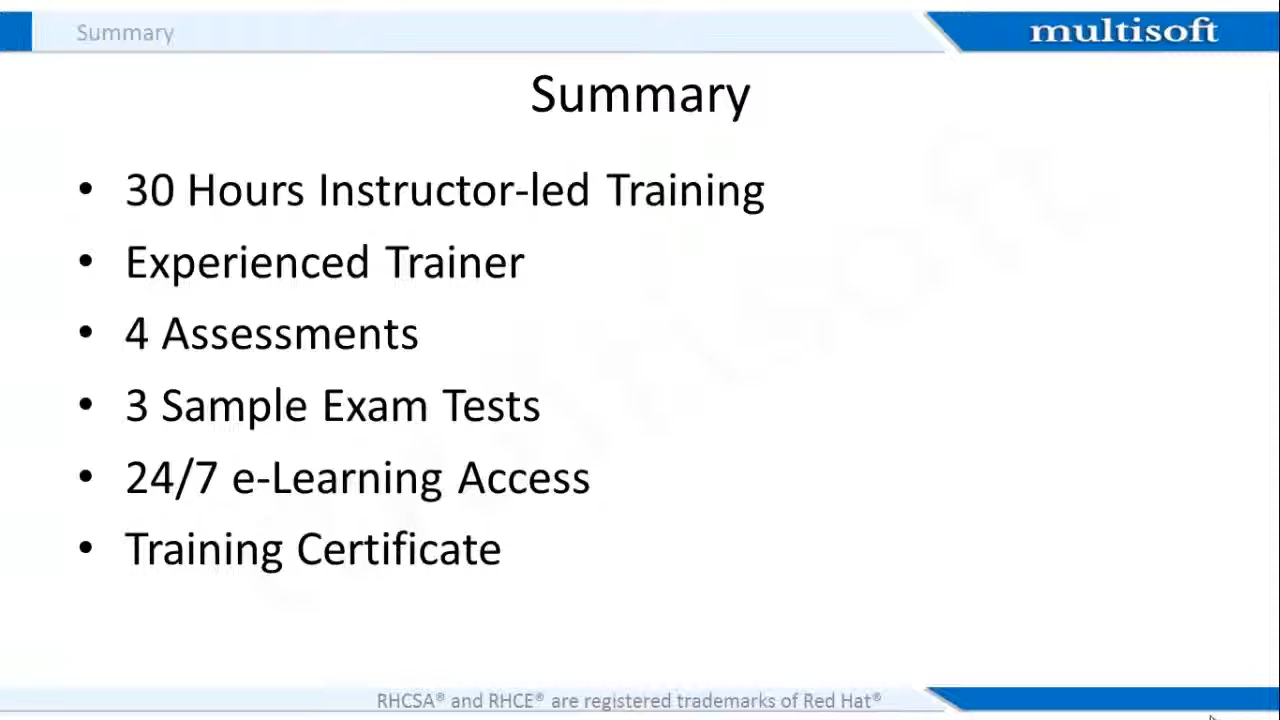 Summary
multisoft
Summary
• 30 Hours Instructor-led Training
• Experienced Trainer
• 4 Assessments
• 3 Sample Exam Tests
• 24/7 e-Learning Access
• Training Certificate
RHCSA® and RHCE® are registered trademarks of Red Hat®